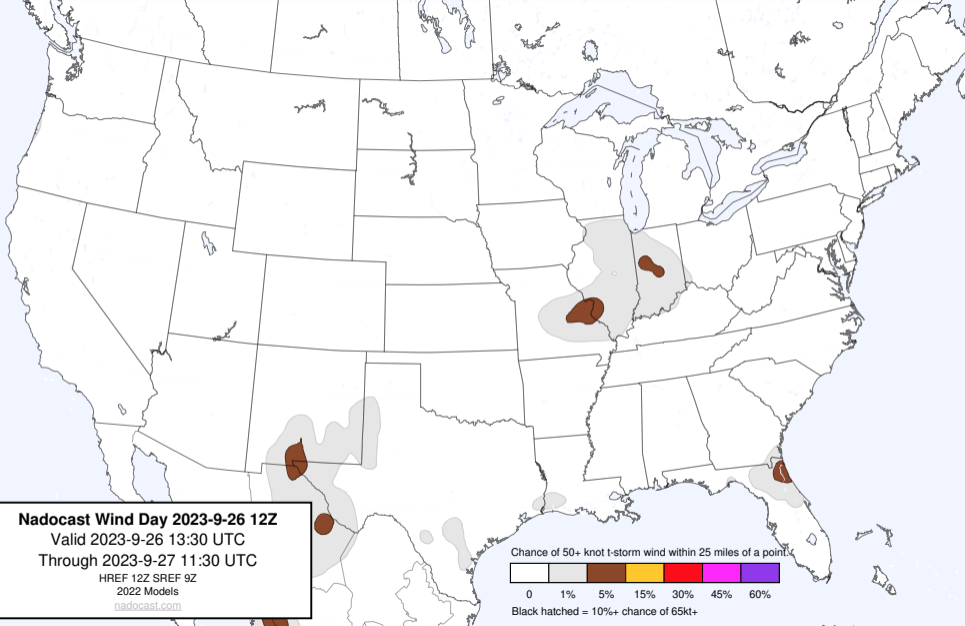 Nadocast Wind Day 2023-9-26 12Z
Valid 2023-9-26 13:30 UTC
Through 2023-9-27 11:30 UTC
HREF 12Z SREF 9Z
2022 Models
nadocast.com
Chance of 50+ knot t-storm wind within 25 miles of a point.
0 1% 5% 15% 30% 45% 60%
Black hatched = 10%+ chance of 65kt+